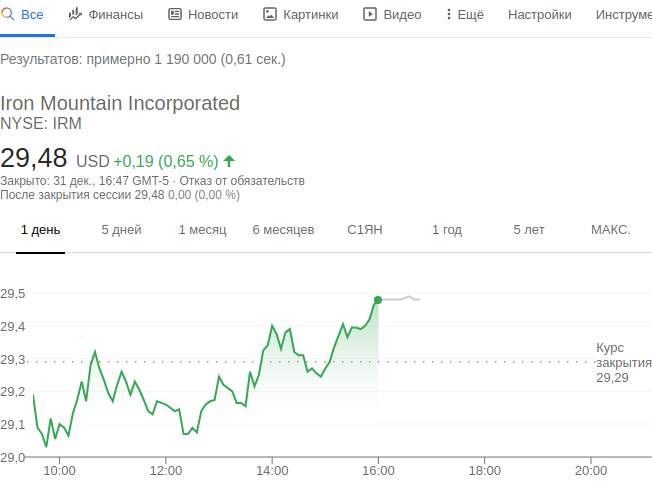 Все Финансы Новости Картинки Видео Ещё Настройки Инструме
Результатов: примерно 1 190 000 (0,61 сек.)
Iron Mountain Incorporated
NYSE: IRM
29,48 USD +0,19 (0,65 %)
Закрыто: 31 дек., 16:47 GMT-5 · Отказ от обязательств
После закрытия сессии 29,48 0,00 (0,00 %)
1 день 5 дней 1 месяц 6 месяцев С1ЯН 1 год 5 лет МАКС.
29,5
29,4
29,3
29,2
29,1
29,0
Курс
закрытия
29,29
10:00 12:00 14:00 16:00 18:00 20:00